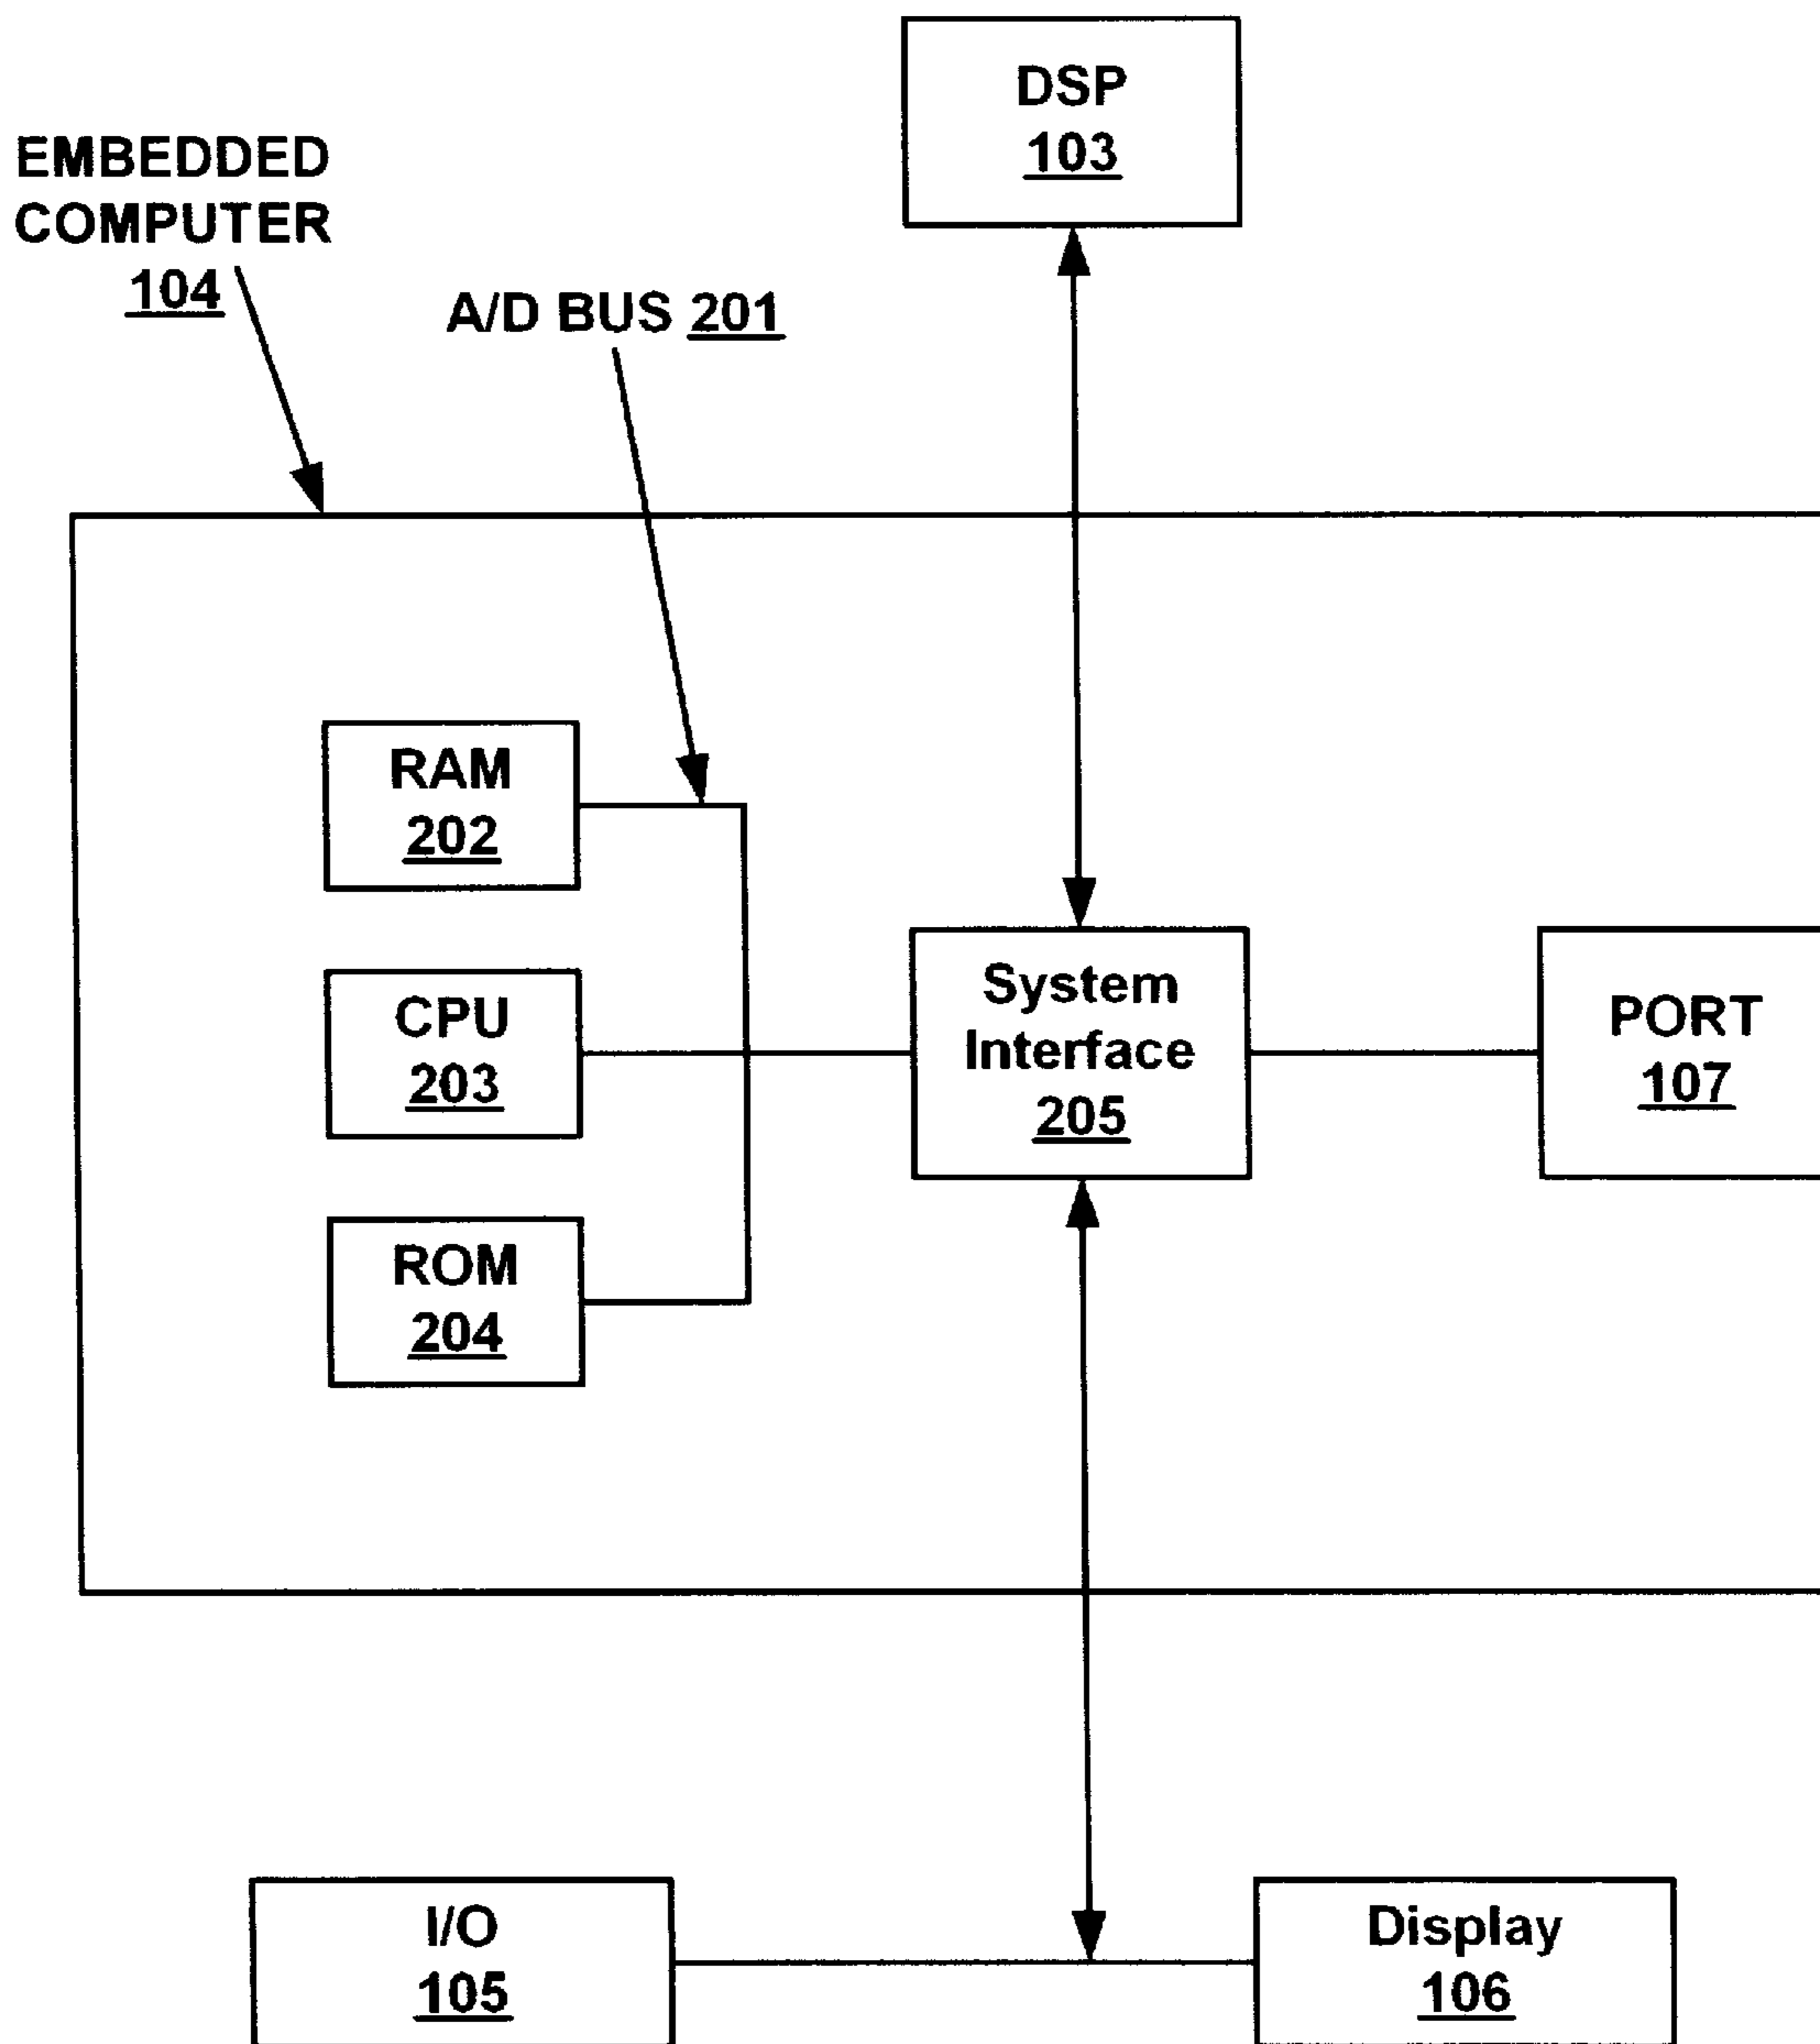 DSP
103
EMBEDDED
COMPUTER
104
A/D BUS 201
RAM
202
CPU
203
ROM
204
System
Interface
205
PORT
107
I/O
105
Display
106